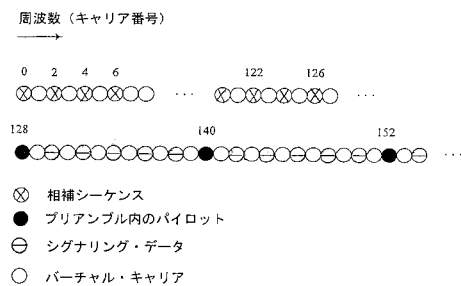 周波数（キャリア番号）
0 2 4 6 122 126
128 140 152
相補シーケンス
プリアンブル内のパイロット
シグナリング・データ
バーチャル・キャリア